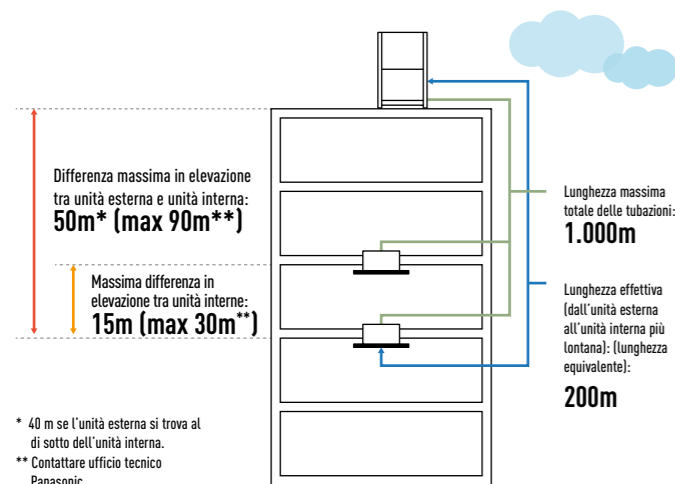 Differenza massima in elevazione
tra unità esterna e unità interna:
50m* (max 90m**)
Massima differenza in
elevazione tra unità interne:
15m (max 30m**)
* 40 m se l'unità esterna si trova al
di sotto dell'unità interna.
** Contattare ufficio tecnico
Panasonic
Lunghezza massima
totale delle tubazioni:
1.000m
Lunghezza effettiva
(dall'unità esterna
all'unità interna più
lontana): (lunghezza
equivalente):
200m